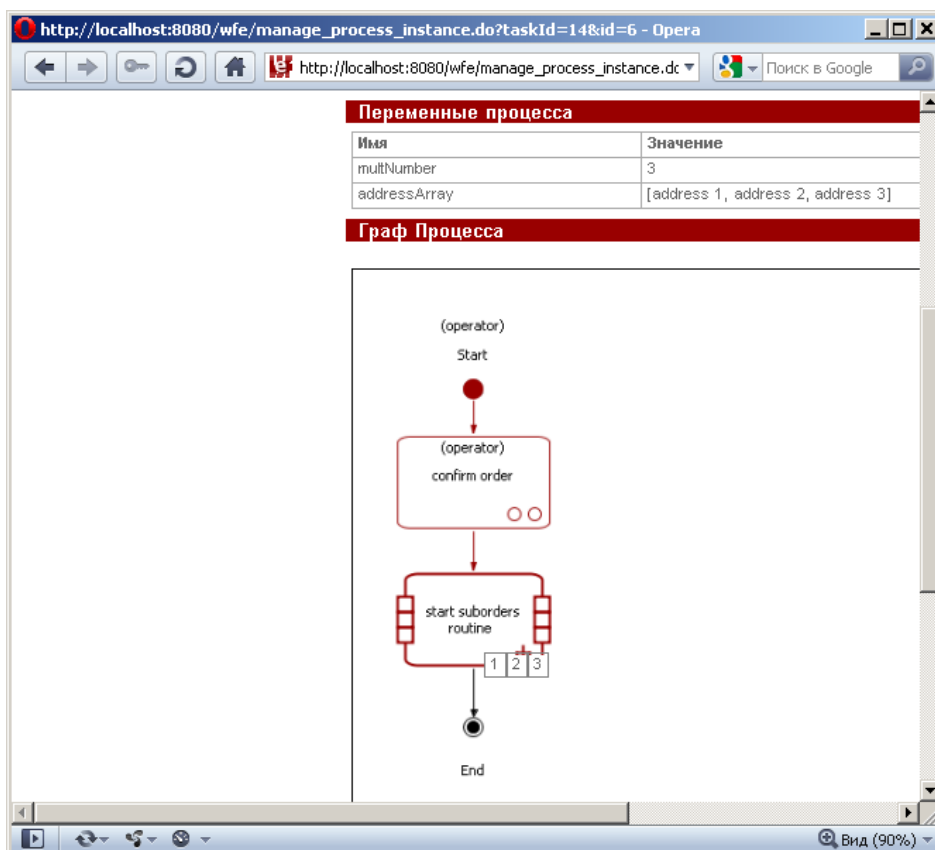 http://localhost:8080/wfe/manage_process_instance.do?taskId=14&id=6 - Opera
http://localhost:8080/wfe/manage_process_instance.dc Поиск в Google
Переменные процесса
Имя Значение
multNumber 3
addressArray [address 1, address 2, address 3]
Граф Процесса
(operator)
Start
(operator)
confirm order
start suborders
routine
1 2 3
End
Вид (90%)